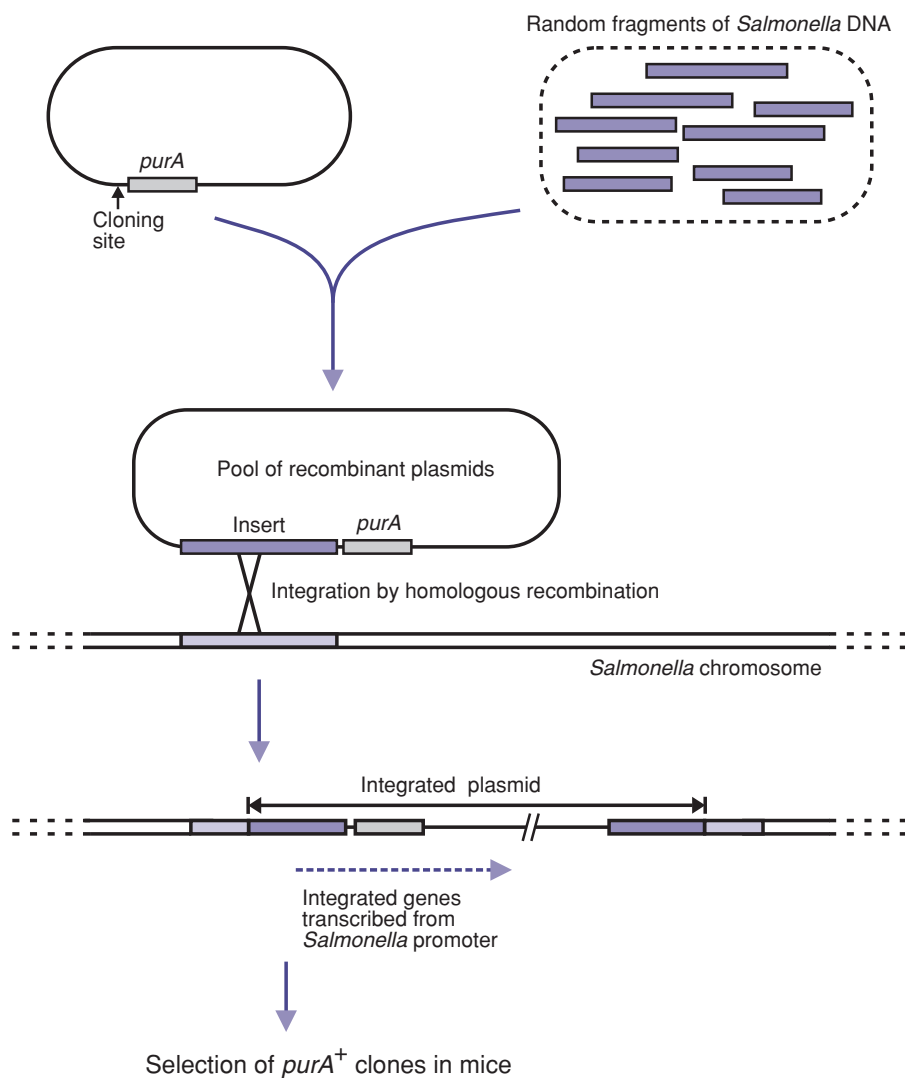 Random fragments of Salmonella DNA
purA
Cloning
site
Pool of recombinant plasmids
Insert
purA
Integration by homologous recombination
Salmonella chromosome
Integrated plasmid
Integrated genes
transcribed from
Salmonella promoter
Selection of purA+ clones in mice